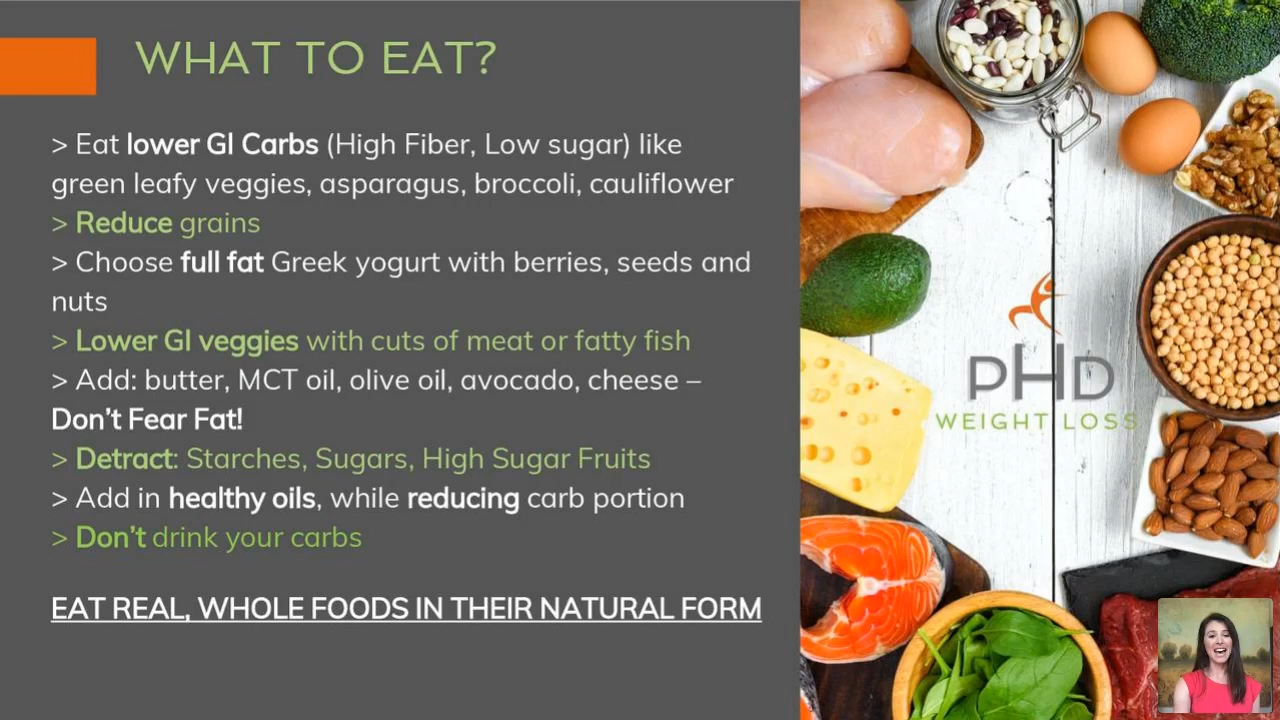 WHAT TO EAT?
> Eat lower GI Carbs (High Fiber, Low sugar) like
green leafy veggies, asparagus, broccoli, cauliflower
> Reduce grains
> Choose full fat Greek yogurt with berries, seeds and
nuts
> Lower GI veggies with cuts of meat or fatty fish
> Add: butter, MCT oil, olive oil, avocado, cheese –
Don't Fear Fat!
> Detract: Starches, Sugars, High Sugar Fruits
> Add in healthy oils, while reducing carb portion
> Don't drink your carbs
EAT REAL, WHOLE FOODS IN THEIR NATURAL FORM
PHD
WEIGHT LOSS